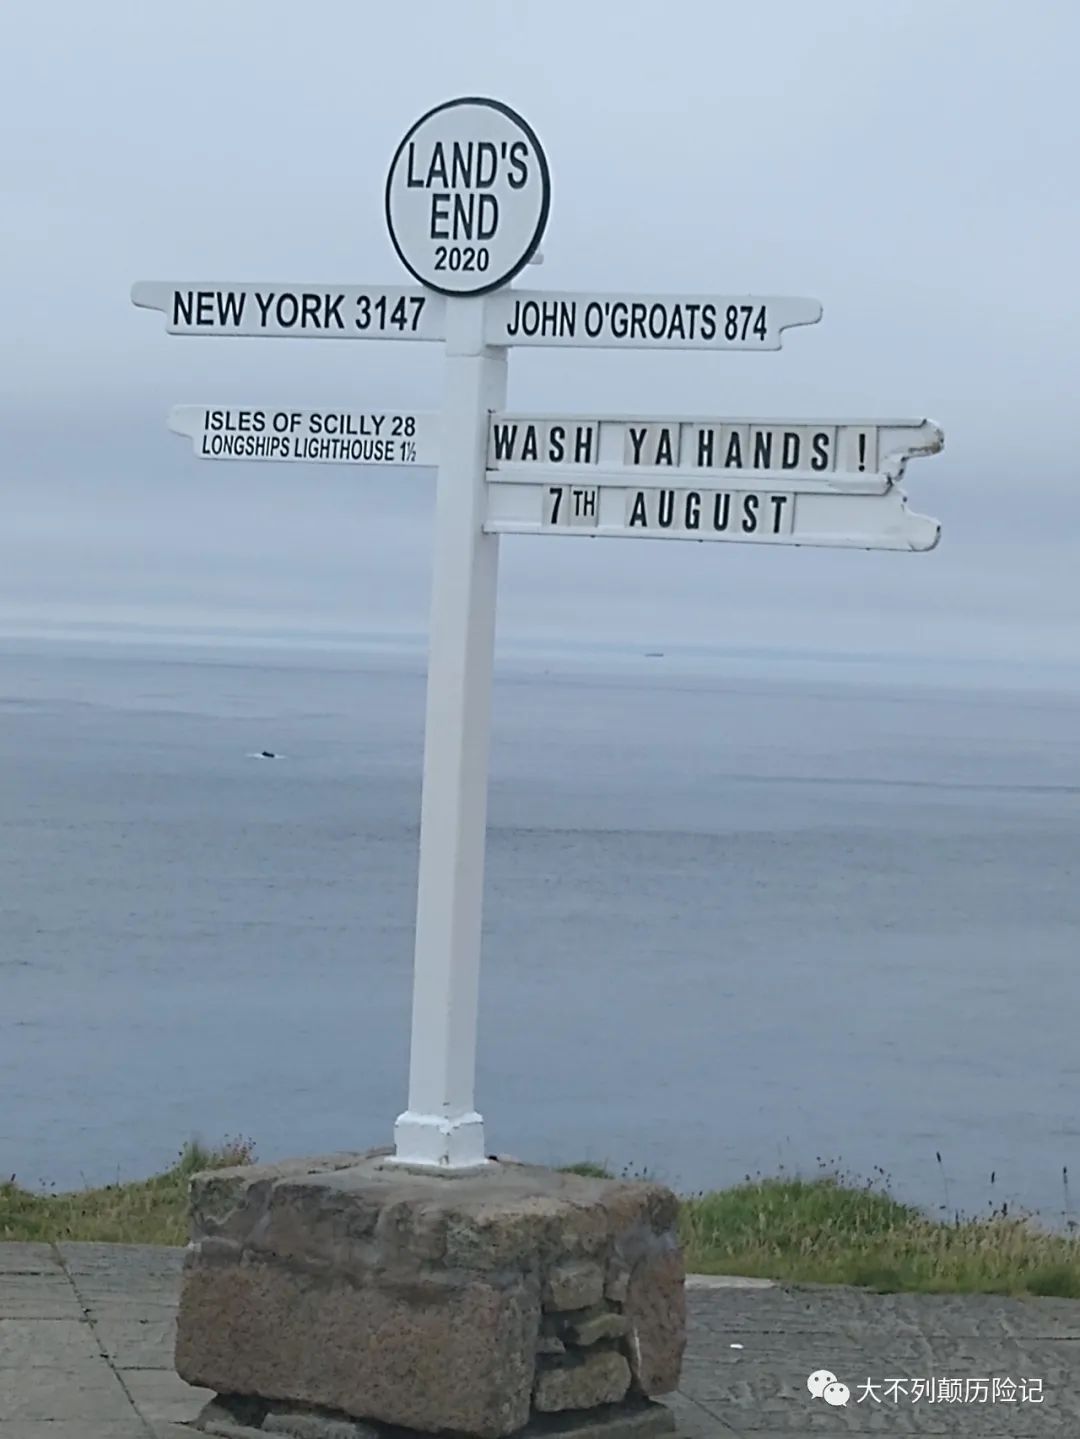 LAND'S
END
2020
NEW YORK 3147
JOHN O'GROATS 874
ISLES OF SCILLY 28
LONGSHIPS LIGHTHOUSE 1½
WASH YA HANDS !
7TH AUGUST
大不列颠历险记